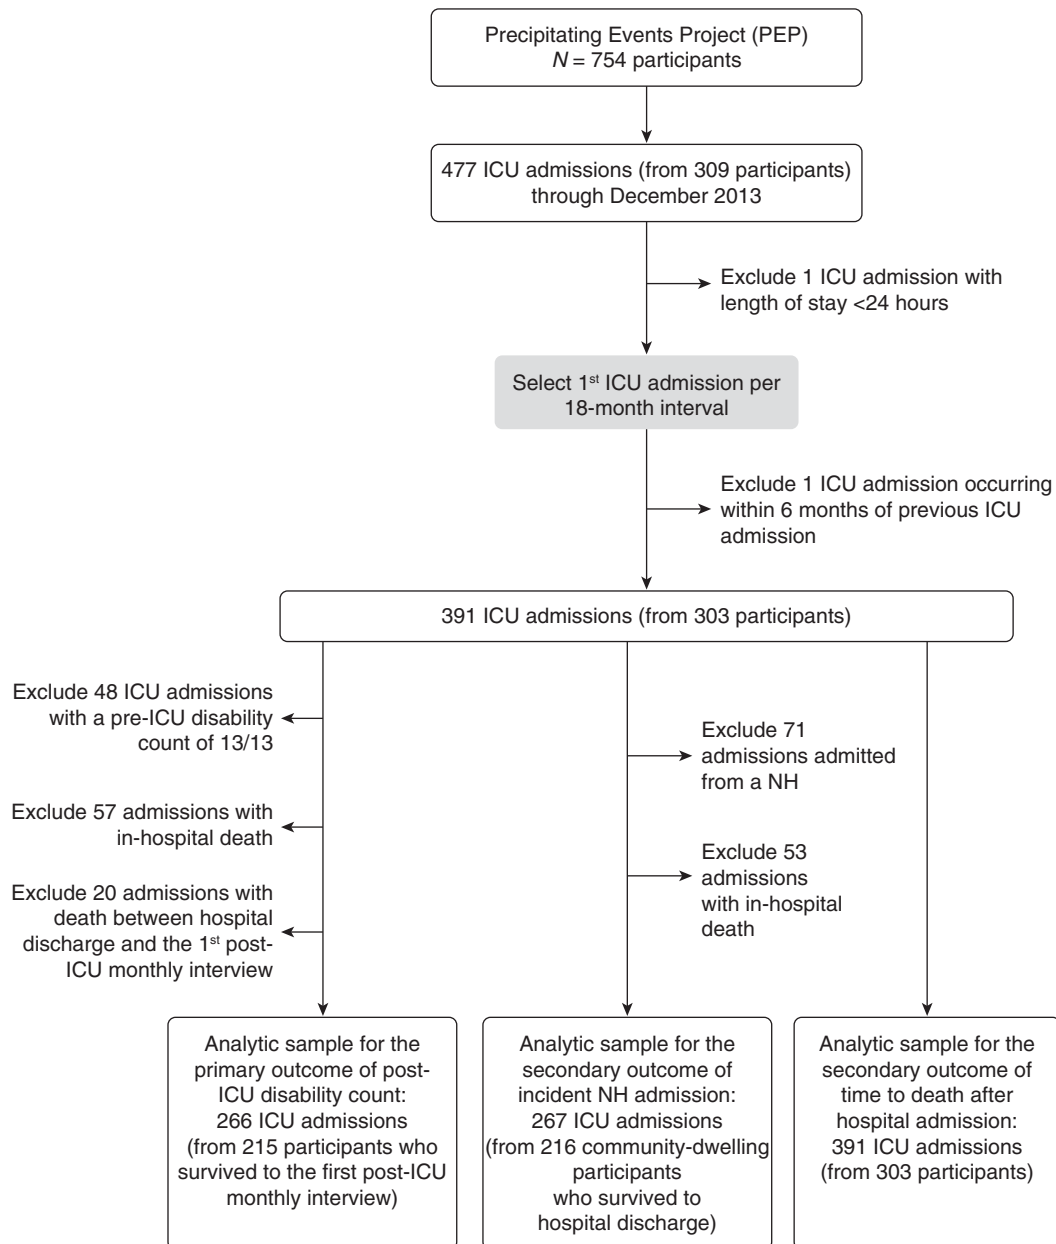 Precipitating Events Project (PEP)
N = 754 participants
477 ICU admissions (from 309 participants)
through December 2013
Exclude 1 ICU admission with
length of stay <24 hours
Select 1st ICU admission per
18-month interval
Exclude 1 ICU admission occurring
within 6 months of previous ICU
admission
391 ICU admissions (from 303 participants)
Exclude 48 ICU admissions
with a pre-ICU disability
count of 13/13
Exclude 57 admissions with
in-hospital death
Exclude 20 admissions with
death between hospital
discharge and the 1st post-
ICU monthly interview
Exclude 71
admissions admitted
from a NH
Exclude 53
admissions
with in-hospital
death
Analytic sample for the
primary outcome of post-
ICU disability count:
266 ICU admissions
(from 215 participants who
survived to the first post-ICU
monthly interview)
Analytic sample for the
secondary outcome of
incident NH admission:
267 ICU admissions
(from 216 community-dwelling
participants
who survived to
hospital discharge)
Analytic sample for the
secondary outcome of
time to death after
hospital admission:
391 ICU admissions
(from 303 participants)